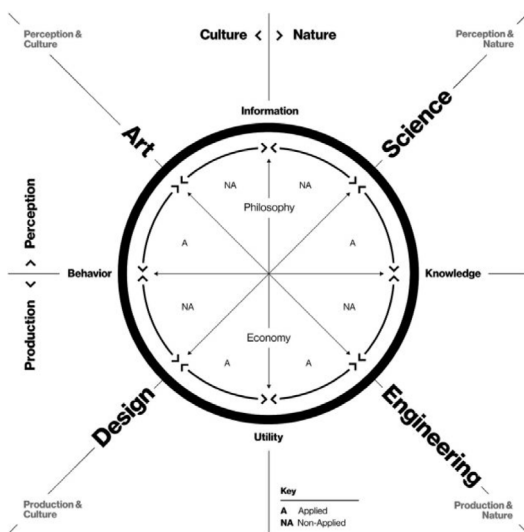 Perception &
Culture
Culture < > Nature
Perception &
Nature
Information
Art
Science
NA
NA
Philosophy
Production < > Perception
A
A
Behavior
Knowledge
NA
NA
Economy
A
A
Design
Engineering
Utility
Key
A Applied
NA Non-Applied
Production &
Culture
Production &
Nature